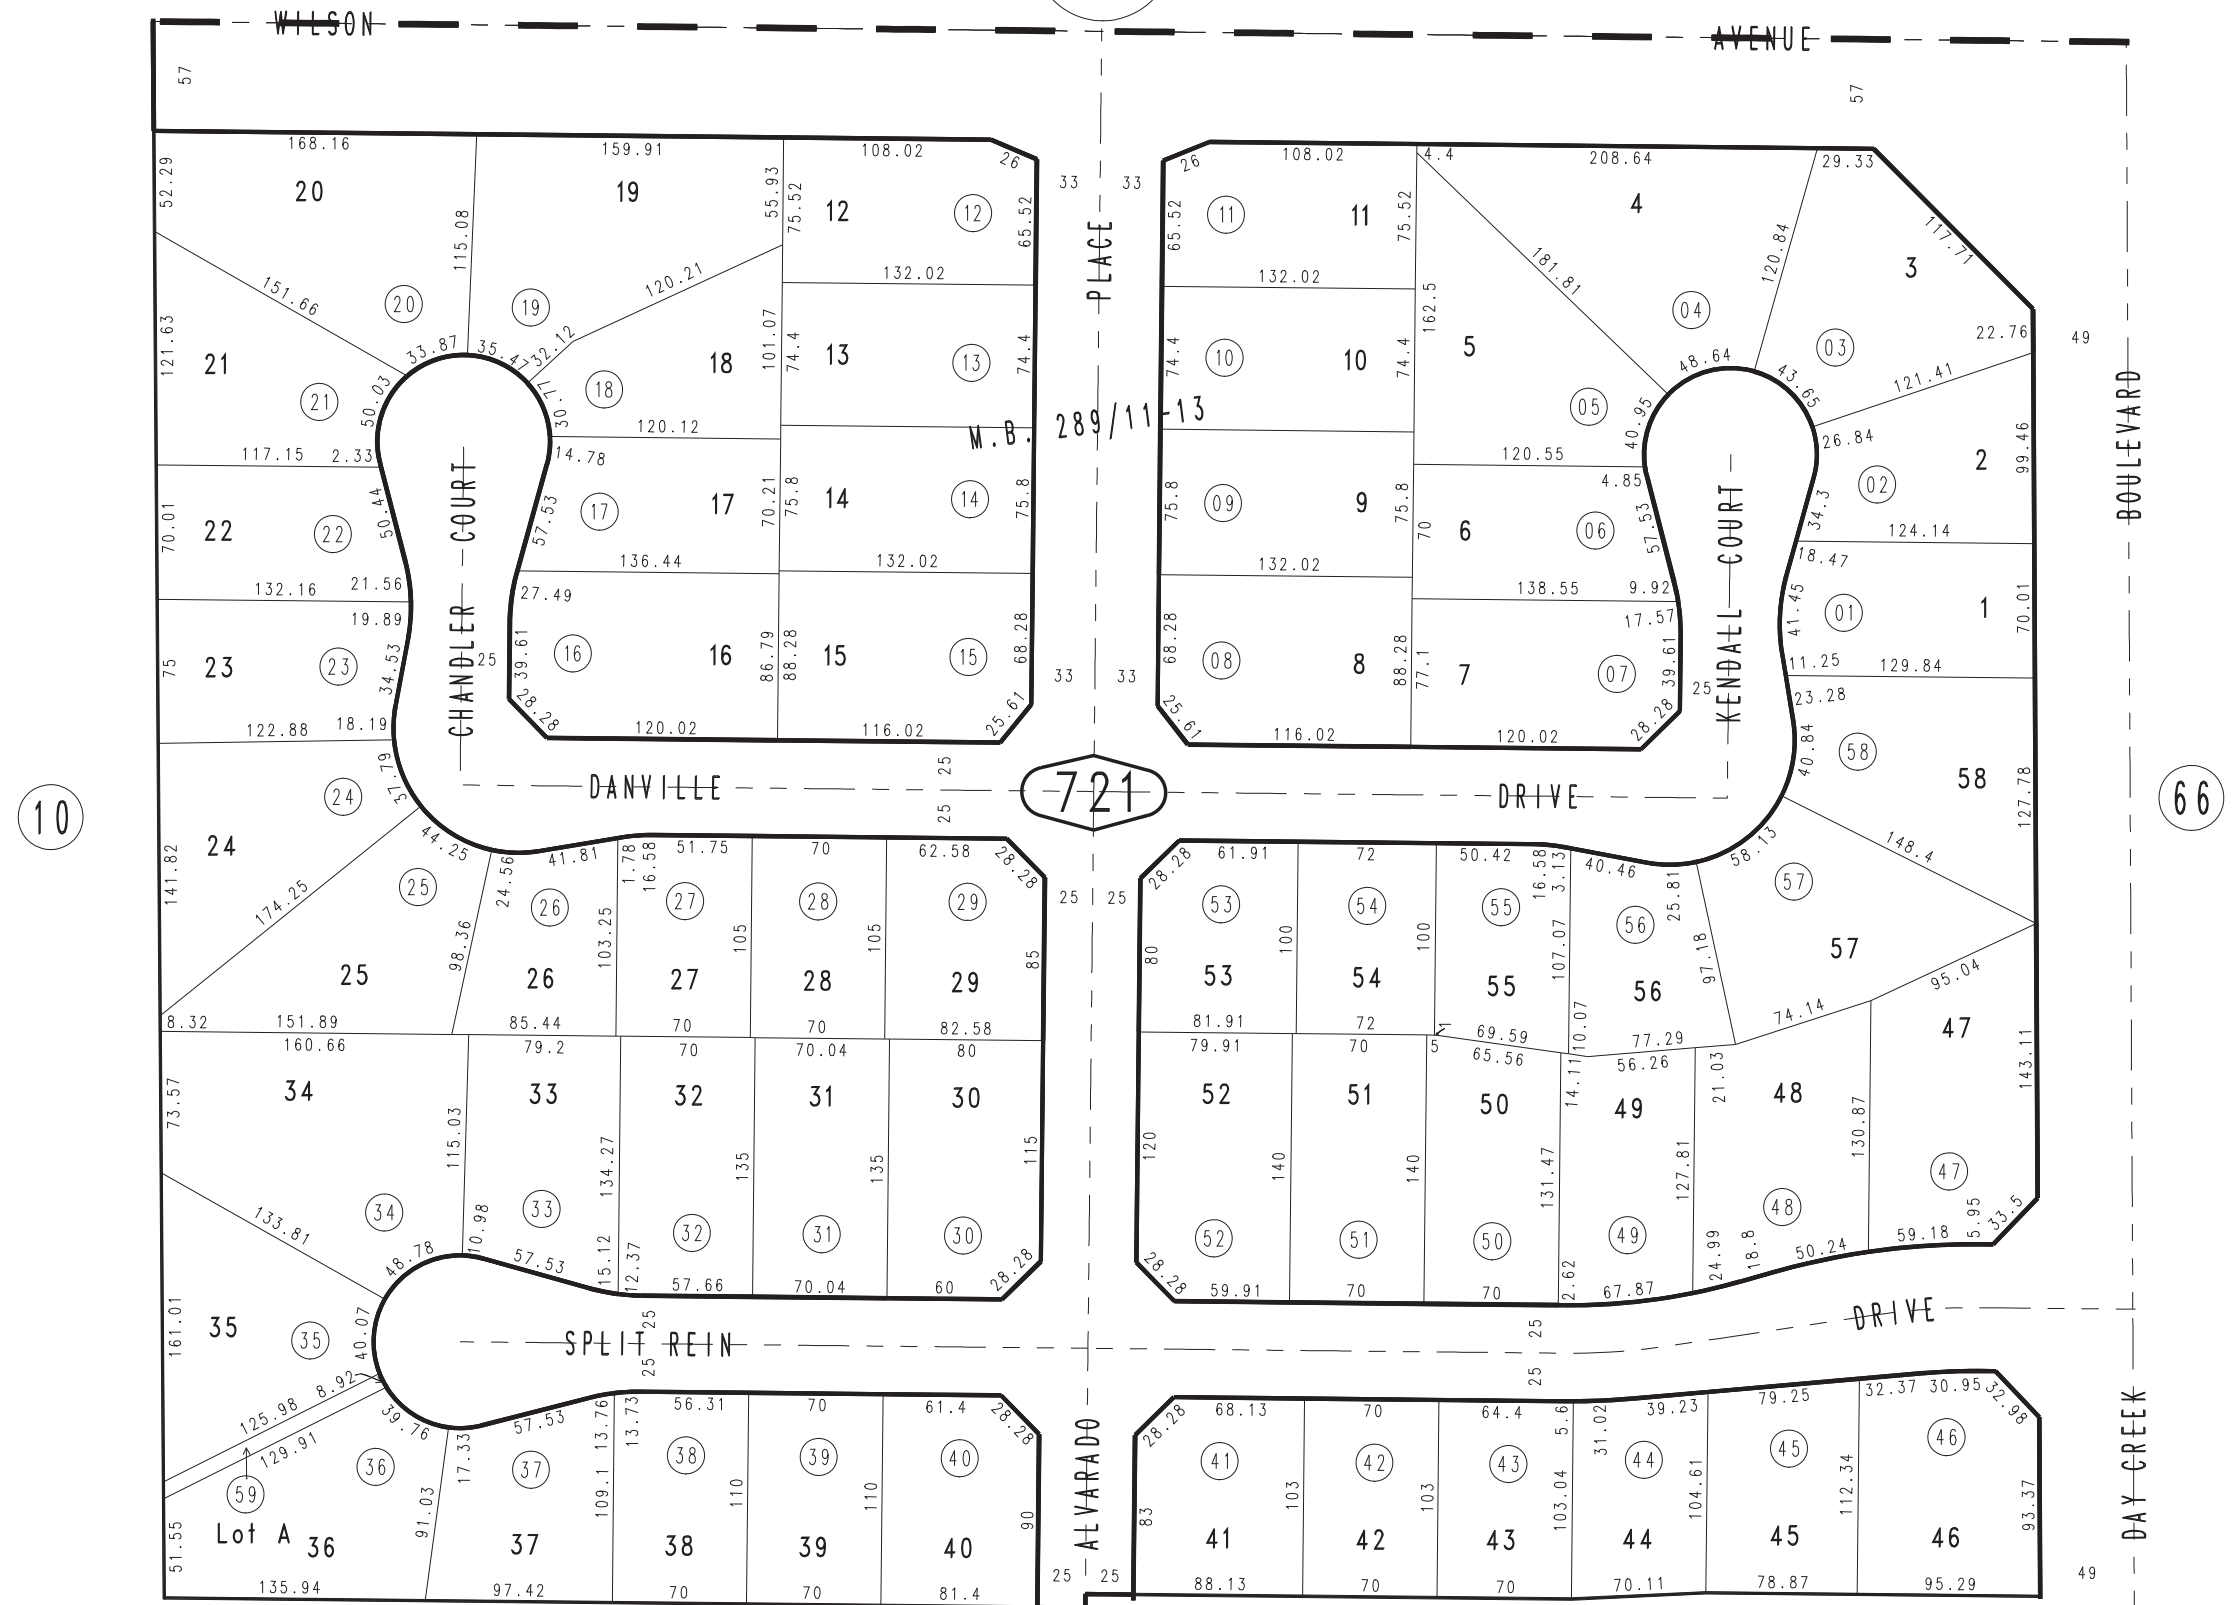 WILSON AVENUE
57 57
168.16 159.91 108.02 26 26 108.02 4.4 208.64 29.33
52.29 20 115.08 19 55.93 75.52 12 12 65.52 33 33 65.52 11 11 75.52 4 120.84 3 117.71
PLACE
151.66 20 19 120.21 132.02 132.02 162.5 181.81 04 22.76 49
121.63 21 33.87 35.47 32.12 18 101.07 74.4 13 13 74.4 74.4 10 10 74.4 5 48.64 43.65 03 121.41
21 50.03 30.77 18 120.12 M.B. 289/11-13 05 40.95 26.84
BOULEVARD
117.15 2.33 14.78 120.55 4.85 2 99.46
70.01 22 22 50.44 57.53 17 17 70.21 75.8 14 14 75.8 75.8 09 9 75.8 70 6 06 57.53 34.3 02
CHANDLER COURT
KENDALL COURT
132.16 21.56 136.44 132.02 132.02 138.55 9.92 18.47 124.14
19.89 27.49 17.57 41.45 01 1 70.01
75 23 23 34.53 25 39.61 16 16 86.79 88.28 15 15 68.28 33 33 68.28 08 8 88.28 77.1 7 07 39.61 25 11.25 129.84
122.88 18.19 28.28 120.02 116.02 25.61 25.61 116.02 120.02 28.28 23.28
10 24 37.79 DANVILLE 25 25 721 DRIVE 40.84 58 58 127.78 66
141.82 24 174.25 44.25 25 24.56 41.81 1.78 16.58 51.75 70 62.58 28.28 28.28 61.91 72 50.42 16.58 3.13 40.46 25.81 58.13 148.4
98.36 26 103.25 27 105 28 105 29 85 25 25 80 53 100 54 100 55 107.07 56 97.18 57
25 26 27 28 29 53 54 55 56 57
8.32 151.89 85.44 70 70 82.58 81.91 72 1 69.59 10.07 77.29 74.14 95.04
160.66 79.2 70 70.04 80 79.91 70 5 65.56 56.26 47
73.57 34 115.03 33 134.27 32 135 31 135 30 115 120 52 140 51 140 50 14.11 131.47 49 127.81 21.03 48 130.87 143.11
133.81 34 33 32 31 30 52 51 50 49 48 47
48.78 10.98 57.53 15.12 12.37 57.66 70.04 60 28.28 28.28 59.91 70 70 2.62 67.87 24.99 18.8 50.24 59.18 5.95 33.5
161.01 35 35 40.07 SPLIT REIN 25 25 25 25 DRIVE
125.98 8.92 129.91 39.76 57.53 13.76 13.73 56.31 70 61.4 28.28 28.28 68.13 70 64.4 5.6 31.02 39.23 79.25 32.37 30.95 32.98
59 36 17.33 37 38 39 40 41 42 43 44 45 46
ALVARADO
DAY CREEK
51.55 Lot A 36 91.03 37 109.1 38 110 39 110 40 90 83 41 103 42 103 43 103.04 44 104.61 45 112.34 46 93.37
135.94 97.42 70 70 81.4 25 25 88.13 70 70 70.11 78.87 95.29 49